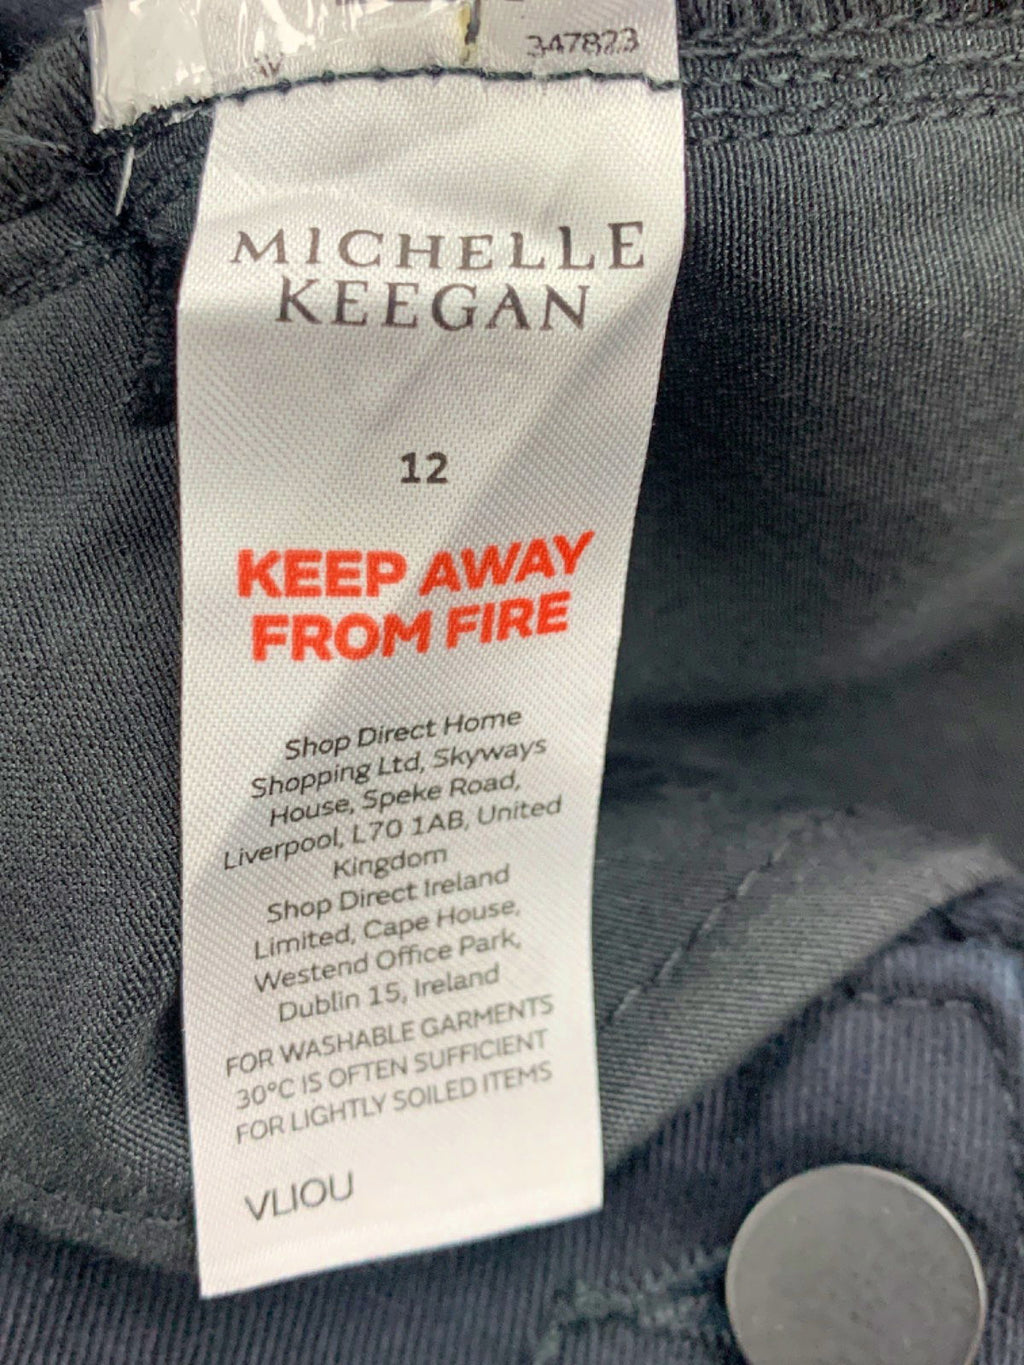 347823
MICHELLE
KEEGAN
12
KEEP AWAY
FROM FIRE
Shop Direct Home
Shopping Ltd, Skyways
House, Speke Road,
Liverpool, L70 1AB, United
Kingdom
Shop Direct Ireland
Limited, Cape House,
Westend Office Park,
Dublin 15, Ireland
FOR WASHABLE GARMENTS
30°C IS OFTEN SUFFICIENT
FOR LIGHTLY SOILED ITEMS
VLIOU